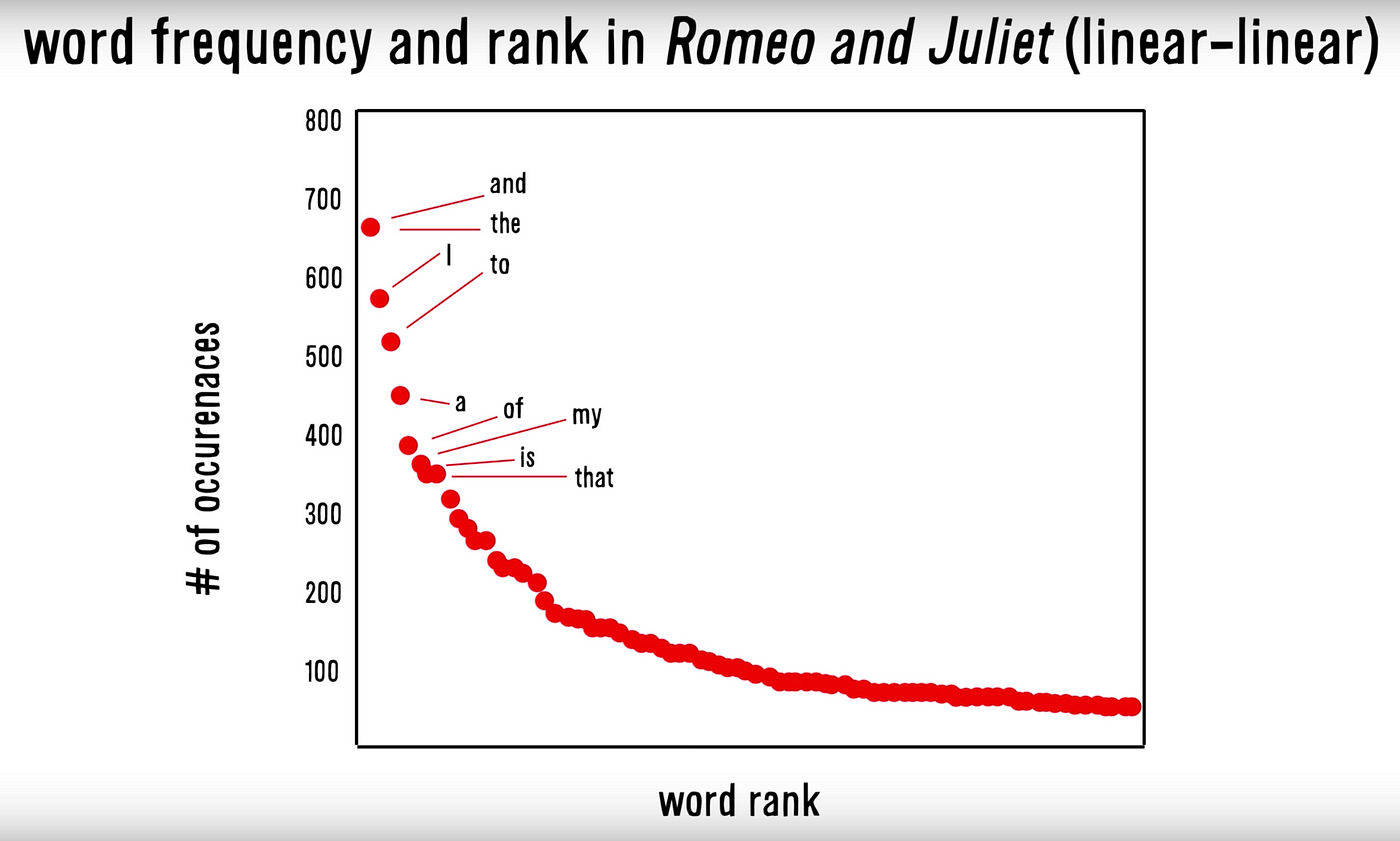 word frequency and rank in Romeo and Juliet (linear–linear)
800
700
600
500
400
300
200
100
# of occurenaces
and
the
I
to
a
of
my
is
that
word rank